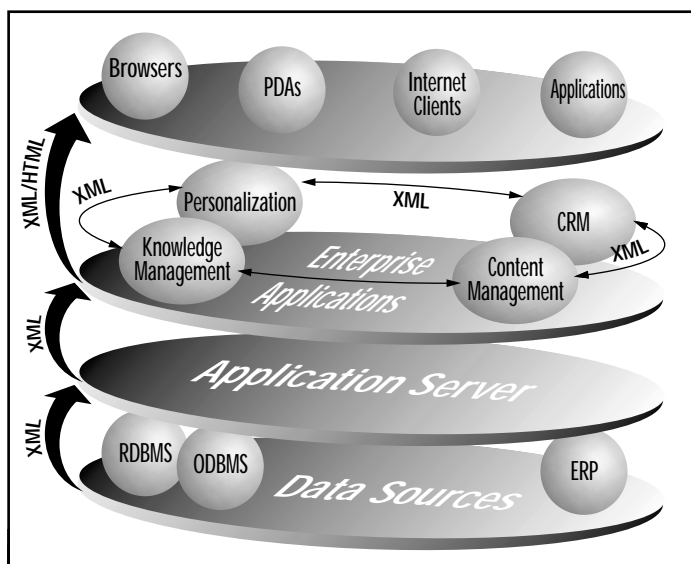 Browsers
PDAs
Internet
Clients
Applications
XML/HTML
XML
Personalization
XML
CRM
Knowledge
Management
Enterprise
Applications
Content
Management
XML
XML
Application Server
XML
RDBMS
ODBMS
ERP
Data Sources